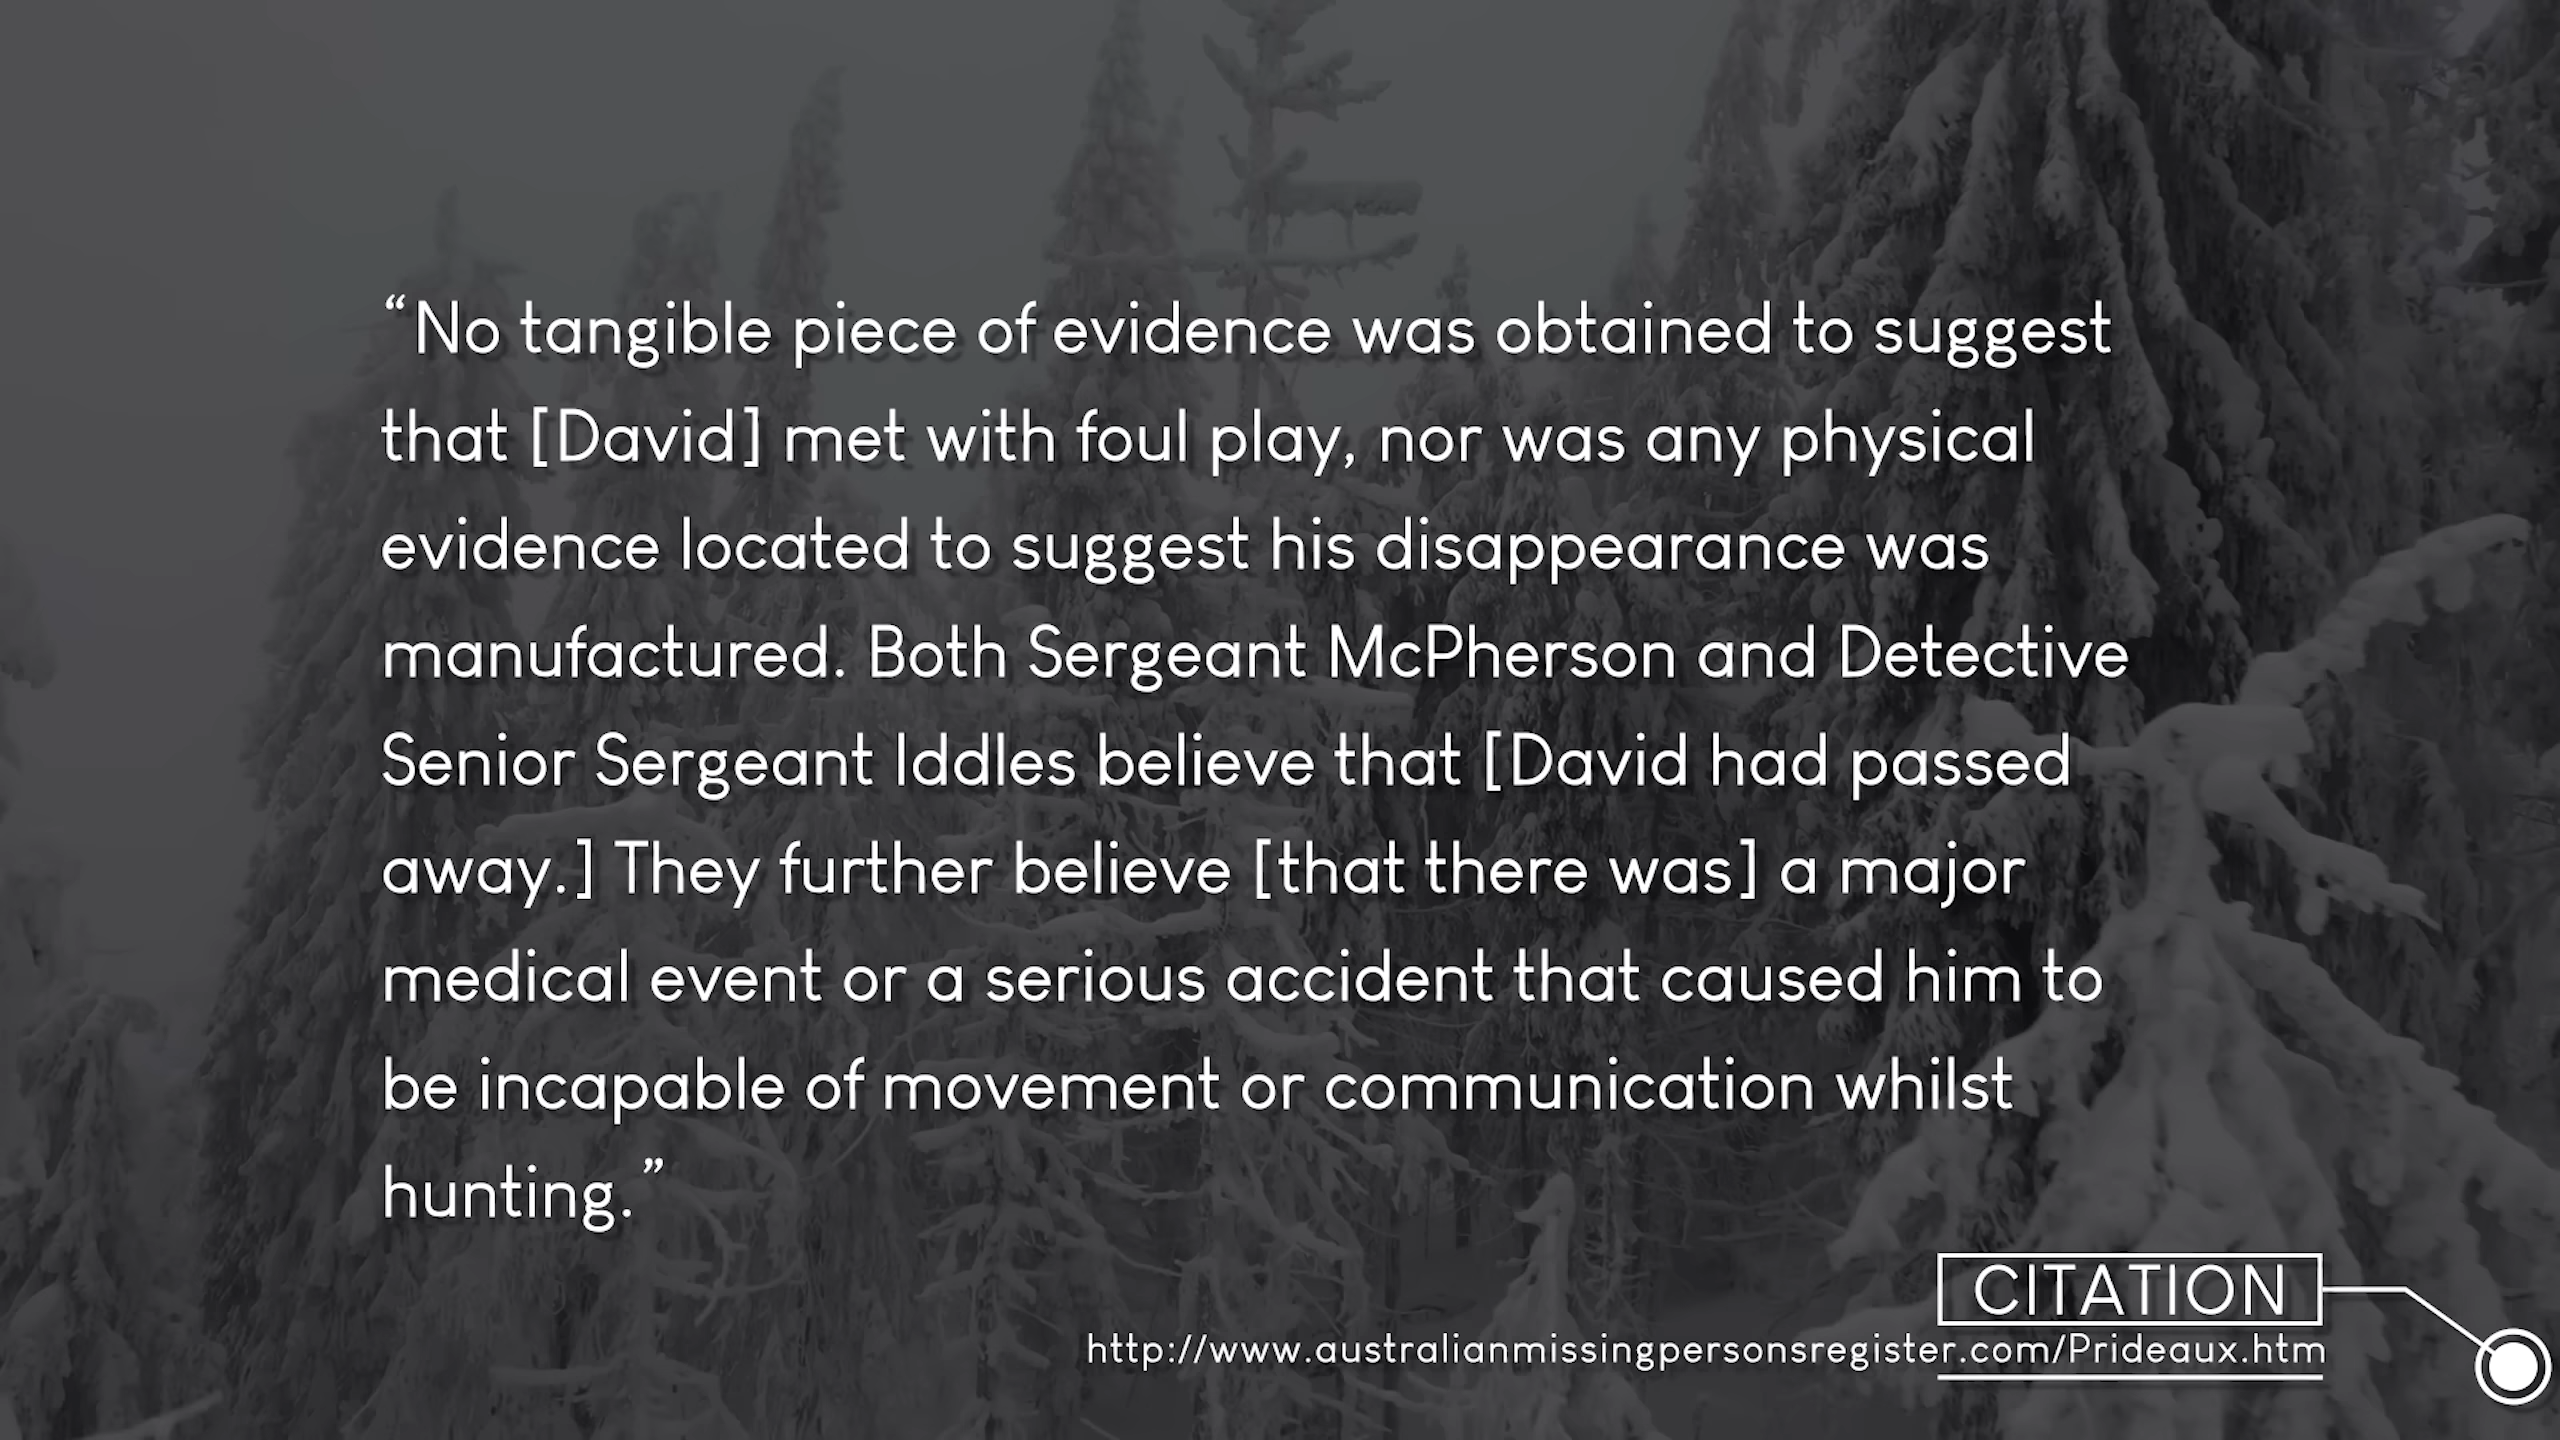 “No tangible piece of evidence was obtained to suggest
that [David] met with foul play, nor was any physical
evidence located to suggest his disappearance was
manufactured. Both Sergeant McPherson and Detective
Senior Sergeant Iddles believe that [David had passed
away.] They further believe [that there was] a major
medical event or a serious accident that caused him to
be incapable of movement or communication whilst
hunting.”
CITATION
http://www.australianmissingpersonsregister.com/Prideaux.htm